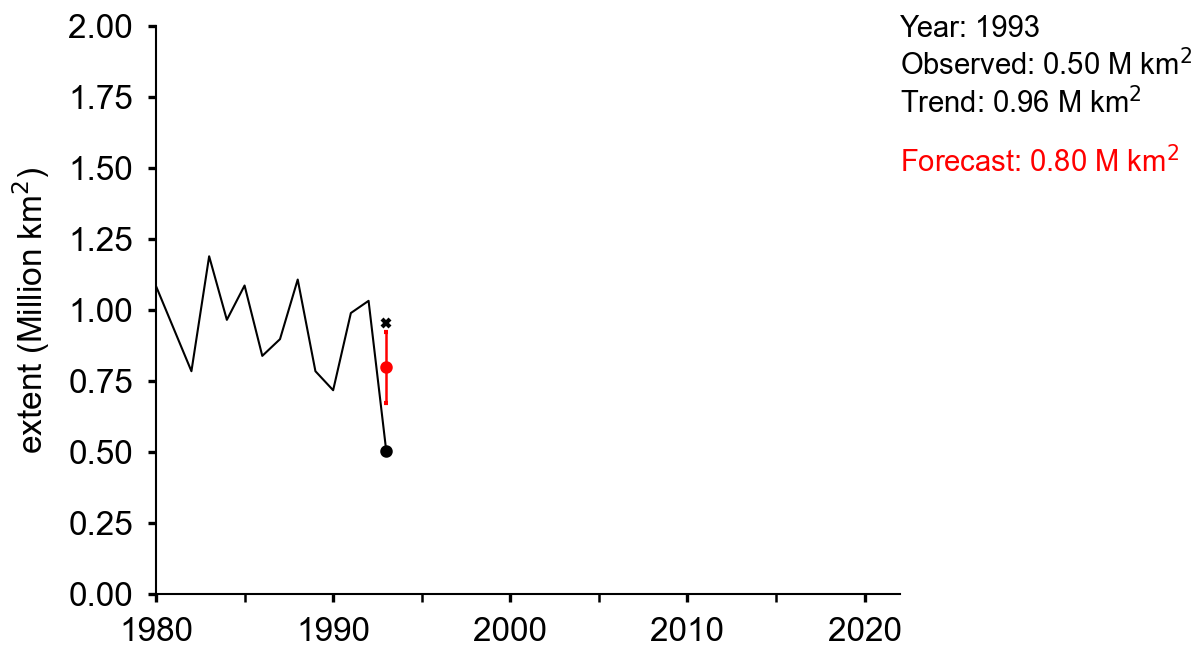 Year: 1993
Observed: 0.50 M km²
Trend: 0.96 M km²
Forecast: 0.80 M km²
extent (Million km²)
2.00
1.75
1.50
1.25
1.00
0.75
0.50
0.25
0.00
1980 1990 2000 2010 2020